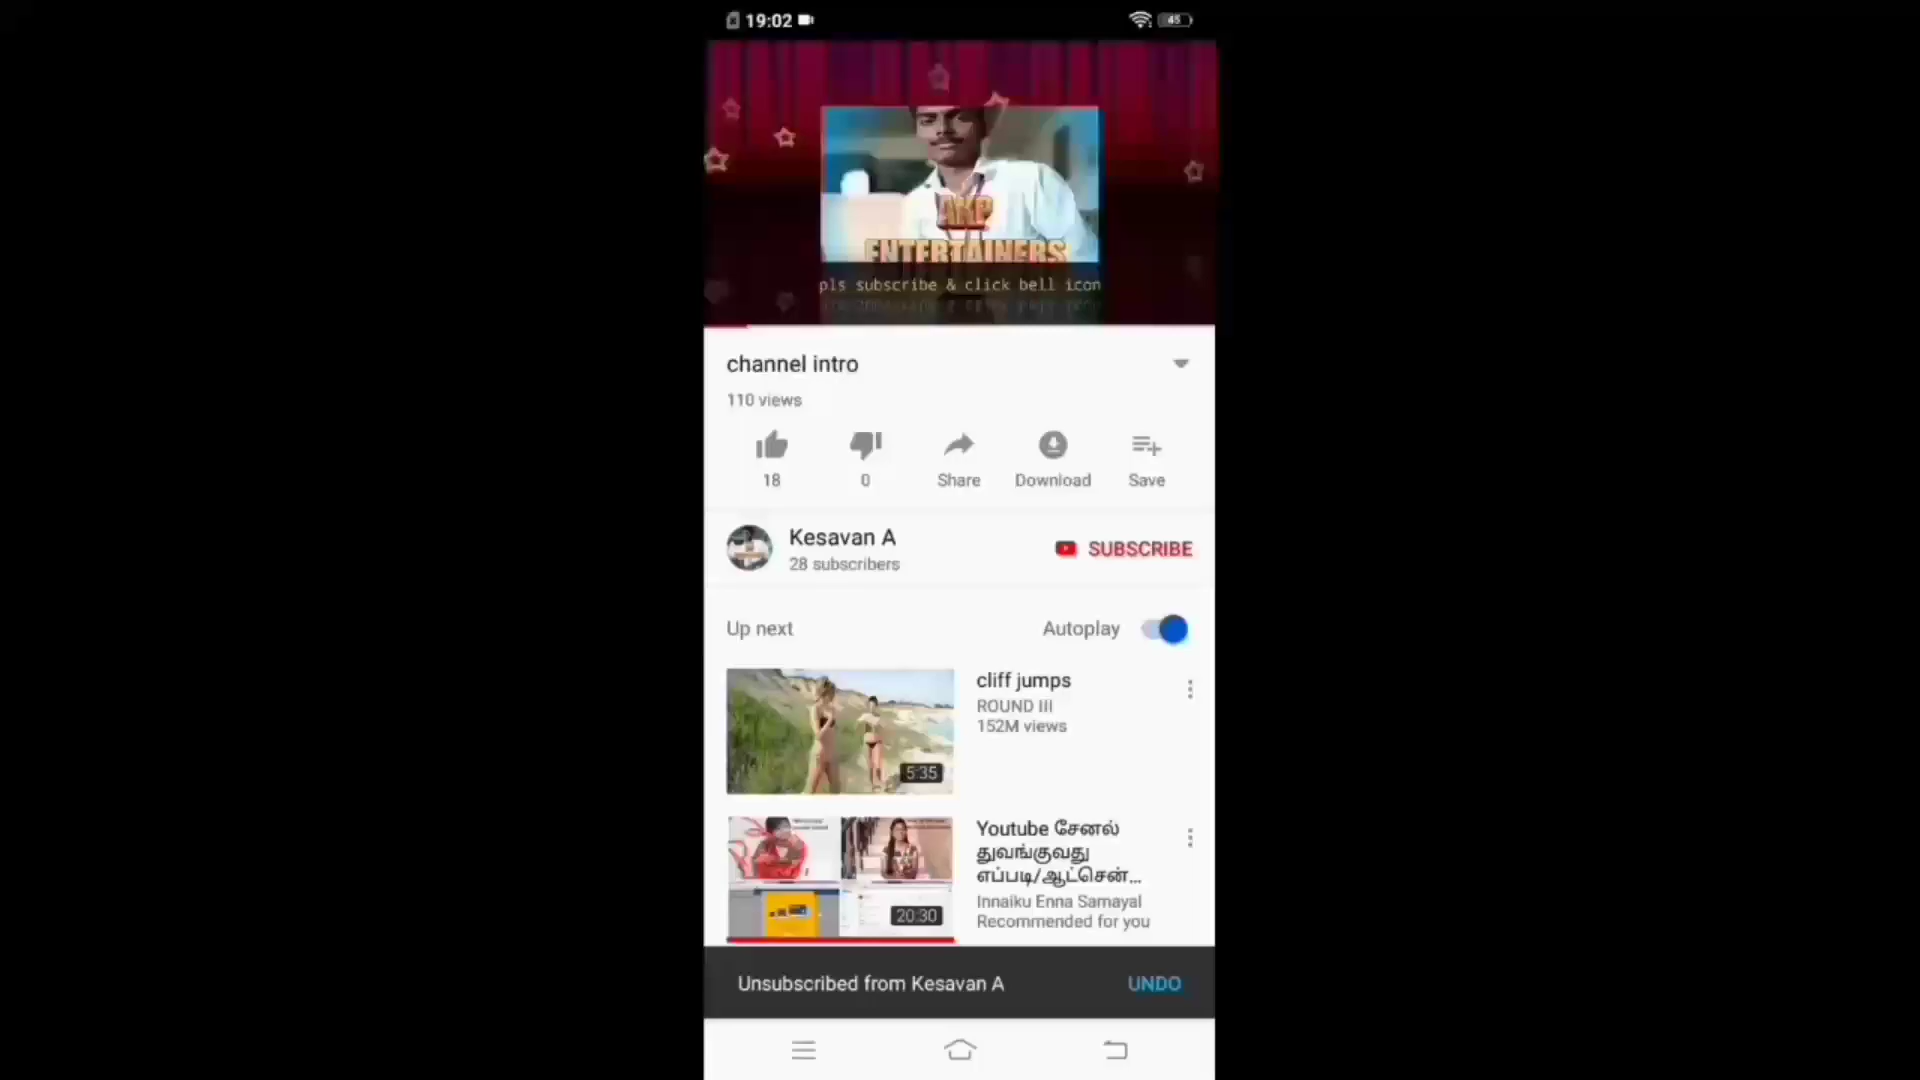 19:02
45
AKP
ENTERTAINERS
pls subscribe & click bell icon
channel intro
110 views
18
0
Share
Download
Save
Kesavan A
28 subscribers
SUBSCRIBE
Up next
Autoplay
cliff jumps
ROUND III
152M views
5:35
Youtube சேனல்
துவங்குவது
எப்படி/ஆட்சென்...
Innaiku Enna Samayal
Recommended for you
20:30
Unsubscribed from Kesavan A
UNDO